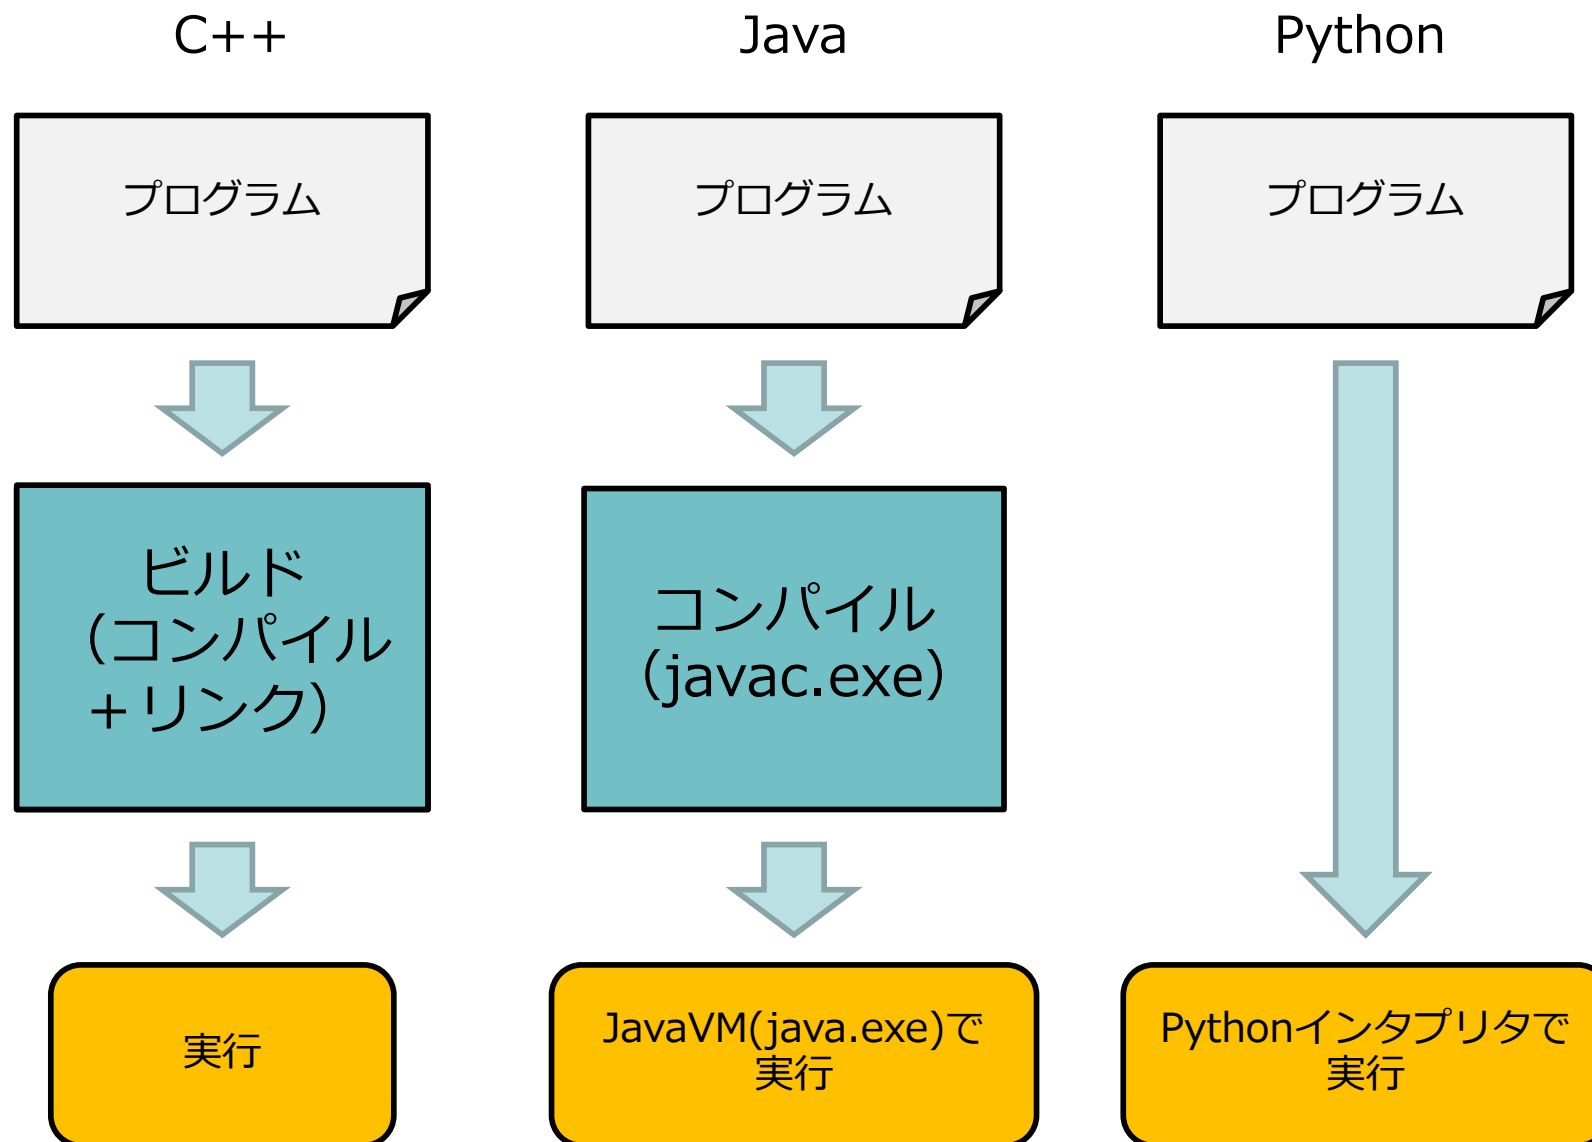 C++
Java
Python
プログラム
プログラム
プログラム
ビルド
（コンパイル
＋リンク）
コンパイル
（javac.exe）
実行
JavaVM(java.exe)で
実行
Pythonインタプリタで
実行